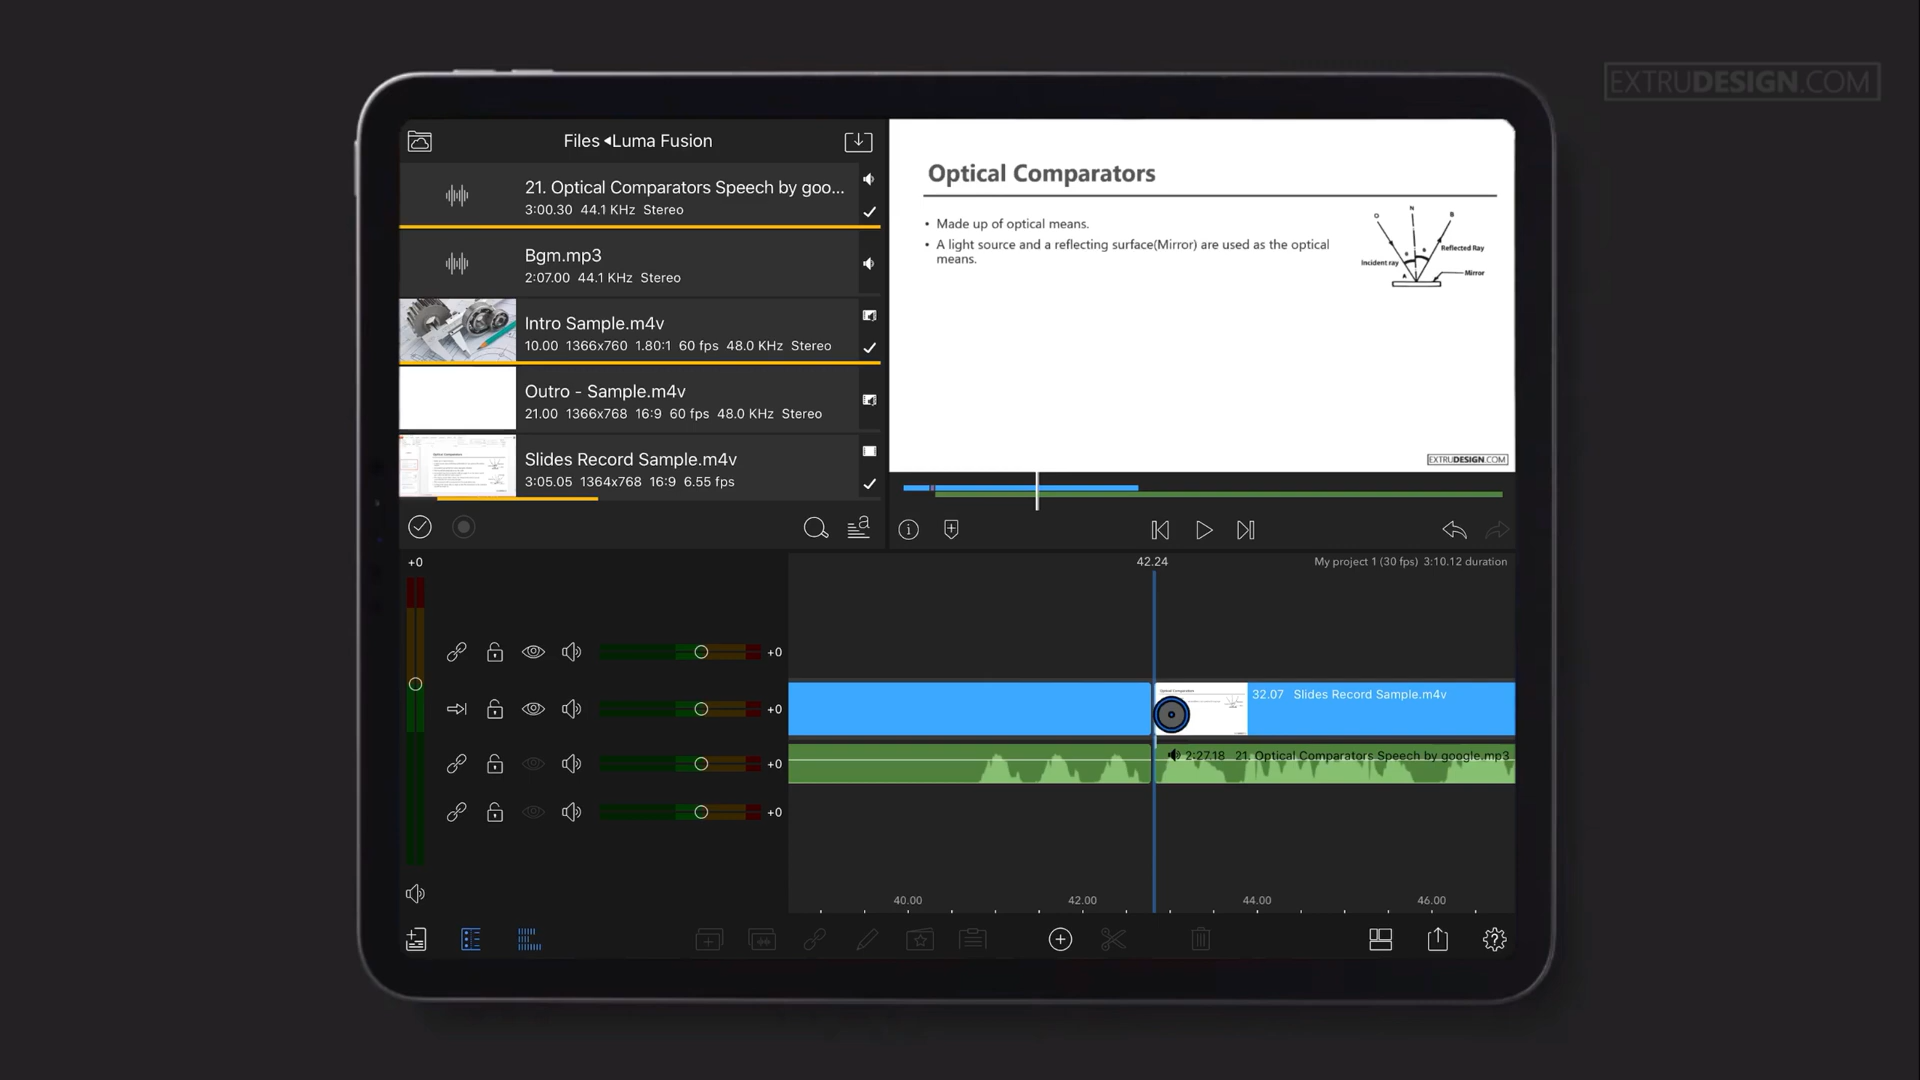 EXTRUDESIGN.COM
Files ◂Luma Fusion
21. Optical Comparators Speech by goo...
3:00.30 44.1 KHz Stereo
Bgm.mp3
2:07.00 44.1 KHz Stereo
Intro Sample.m4v
10.00 1366x760 1.80:1 60 fps 48.0 KHz Stereo
Outro - Sample.m4v
21.00 1366x768 16:9 60 fps 48.0 KHz Stereo
Slides Record Sample.m4v
3:05.05 1364x768 16:9 6.55 fps
Optical Comparators
• Made up of optical means.
• A light source and a reflecting surface(Mirror) are used as the optical
means.
O N B
Reflected Ray
Incident ray
A
Mirror
EXTRUDESIGN.COM
+0
42.24
My project 1 (30 fps) 3:10.12 duration
+0
+0
32.07 Slides Record Sample.m4v
+0
2:27.18 21. Optical Comparators Speech by google.mp3
+0
40.00 42.00 44.00 46.00